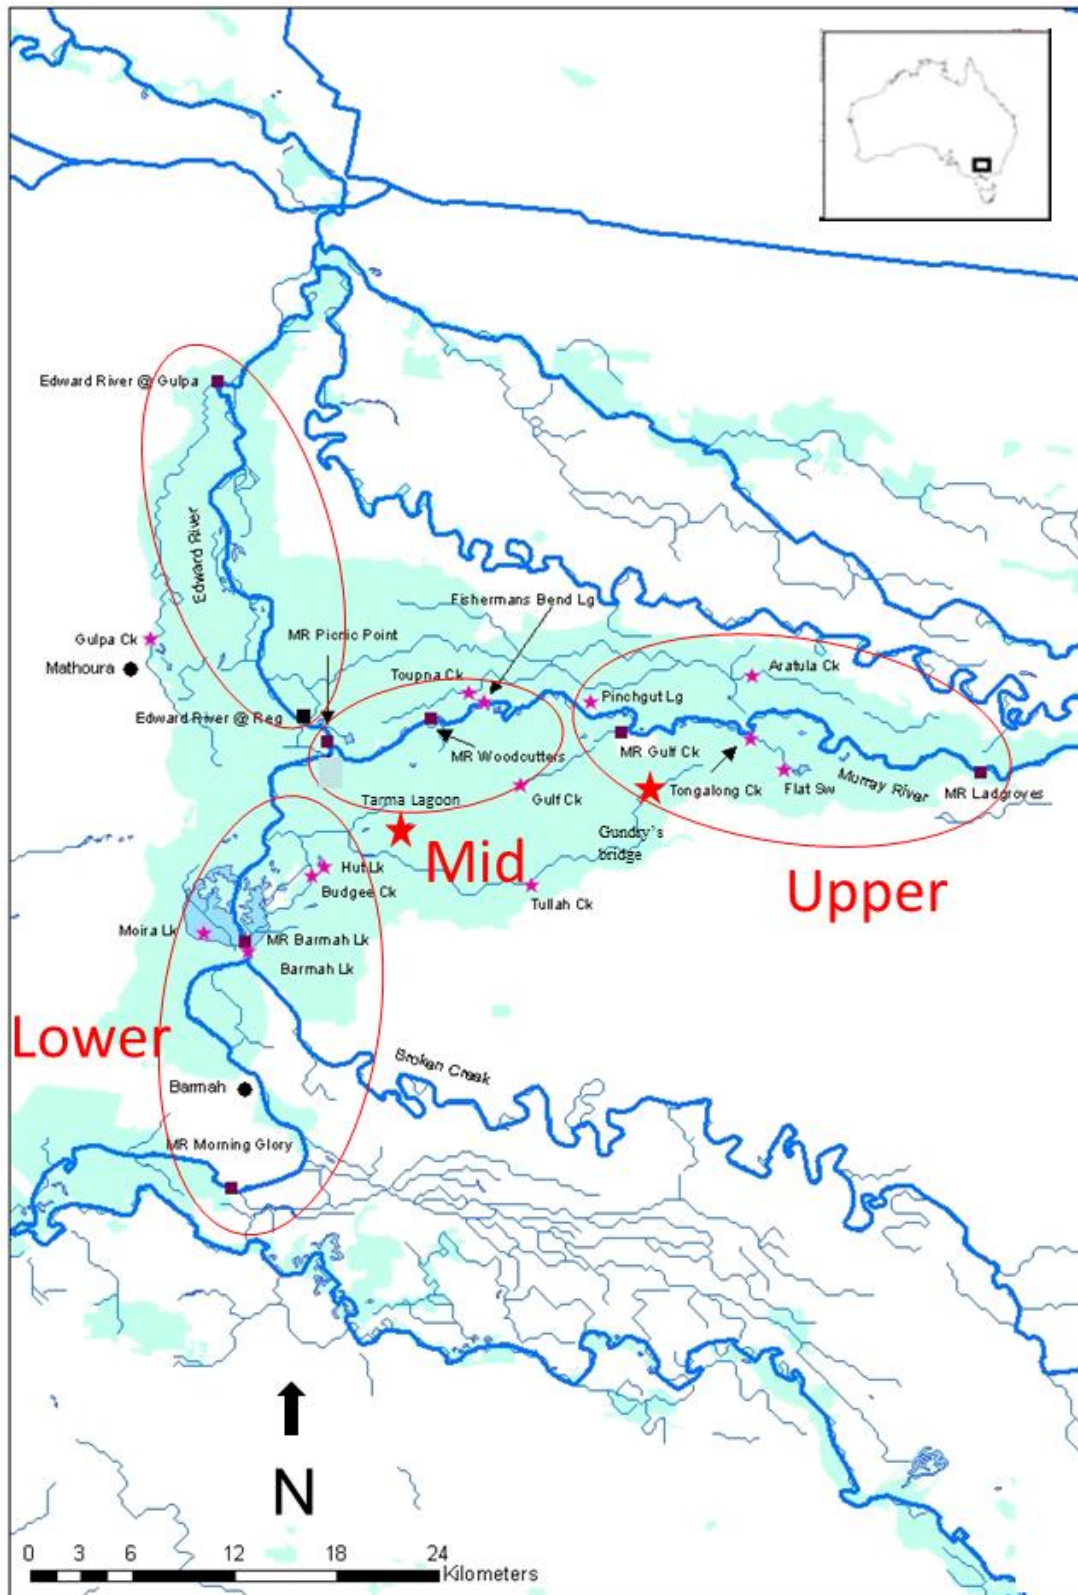 Edward River @ Gulpa
Edward River
Fishermans Bend Lg
MR Picnic Point
Gulpa Ck
Mathoura
Toupna Ck
Aratula Ck
Pinchgut Lg
Edward River @ Reg
MR Woodcutters
MR Gulf Ck
Murray River
Tarma Lagoon
Gulf Ck
Tongalong Ck
Flat Sw
MR Ladgroves
Gundry's
bridge
Mid
Hut Lk
Budgee Ck
Upper
Tullah Ck
Moira Lk
MR Barmah Lk
Barmah Lk
Lower
Broken Creek
Barmah
MR Morning Glory
N
0 3 6 12 18 24
Kilometers